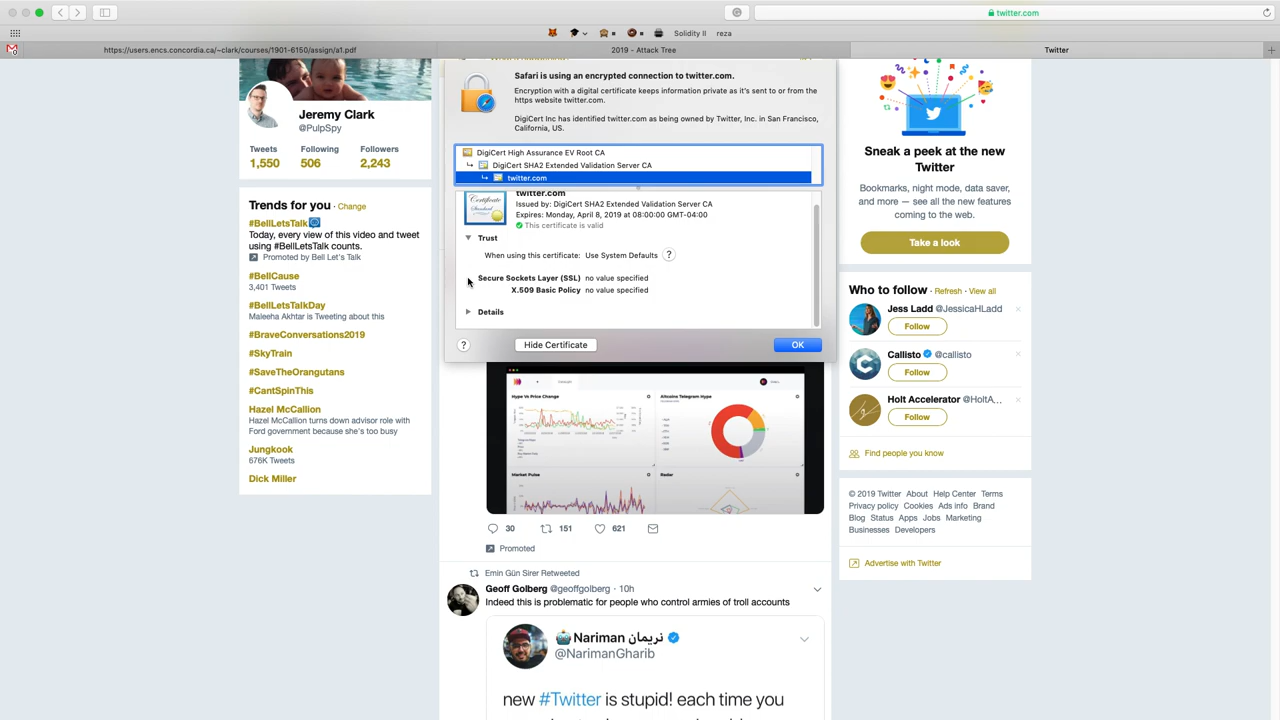 twitter.com
Solidity II
reza
https://users.encs.concordia.ca/~clark/courses/1901-6150/assign/a1.pdf
2019 - Attack Tree
Twitter
Jeremy Clark
@PulpSpy
Tweets Following Followers
1,550 506 2,243
Trends for you · Change
#BellLetsTalk
Today, every view of this video and tweet
using #BellLetsTalk counts.
Promoted by Bell Let's Talk
#BellCause
3,401 Tweets
#BellLetsTalkDay
Maleeha Akhtar is Tweeting about this
#BraveConversations2019
#SkyTrain
#SaveTheOrangutans
#CantSpinThis
Hazel McCallion
Hazel McCallion turns down advisor role with
Ford government because she's too busy
Jungkook
676K Tweets
Dick Miller
Safari is using an encrypted connection to twitter.com.
Encryption with a digital certificate keeps information private as it's sent to or from the
https website twitter.com.
DigiCert Inc has identified twitter.com as being owned by Twitter, Inc. in San Francisco,
California, US.
DigiCert High Assurance EV Root CA
DigiCert SHA2 Extended Validation Server CA
twitter.com
twitter.com
Certificate
Standard
Issued by: DigiCert SHA2 Extended Validation Server CA
Expires: Monday, April 8, 2019 at 08:00:00 GMT-04:00
This certificate is valid
Trust
When using this certificate: Use System Defaults ?
Secure Sockets Layer (SSL) no value specified
X.509 Basic Policy no value specified
Details
? Hide Certificate OK
Hype Vs Price Change
Altcoins Telegram Hype
Market Pulse
Radar
30 151 621
Promoted
Emin Gün Sirer Retweeted
Geoff Golberg @geoffgolberg · 10h
Indeed this is problematic for people who control armies of troll accounts
Nariman نریمان
@NarimanGharib
new #Twitter is stupid! each time you
Sneak a peek at the new
Twitter
Bookmarks, night mode, data saver,
and more — see all the new features
coming to the web.
Take a look
Who to follow · Refresh · View all
Jess Ladd @JessicaHLadd
Follow
Callisto @callisto
Follow
Holt Accelerator @HoltA...
Follow
Find people you know
© 2019 Twitter About Help Center Terms
Privacy policy Cookies Ads info Brand
Blog Status Apps Jobs Marketing
Businesses Developers
Advertise with Twitter